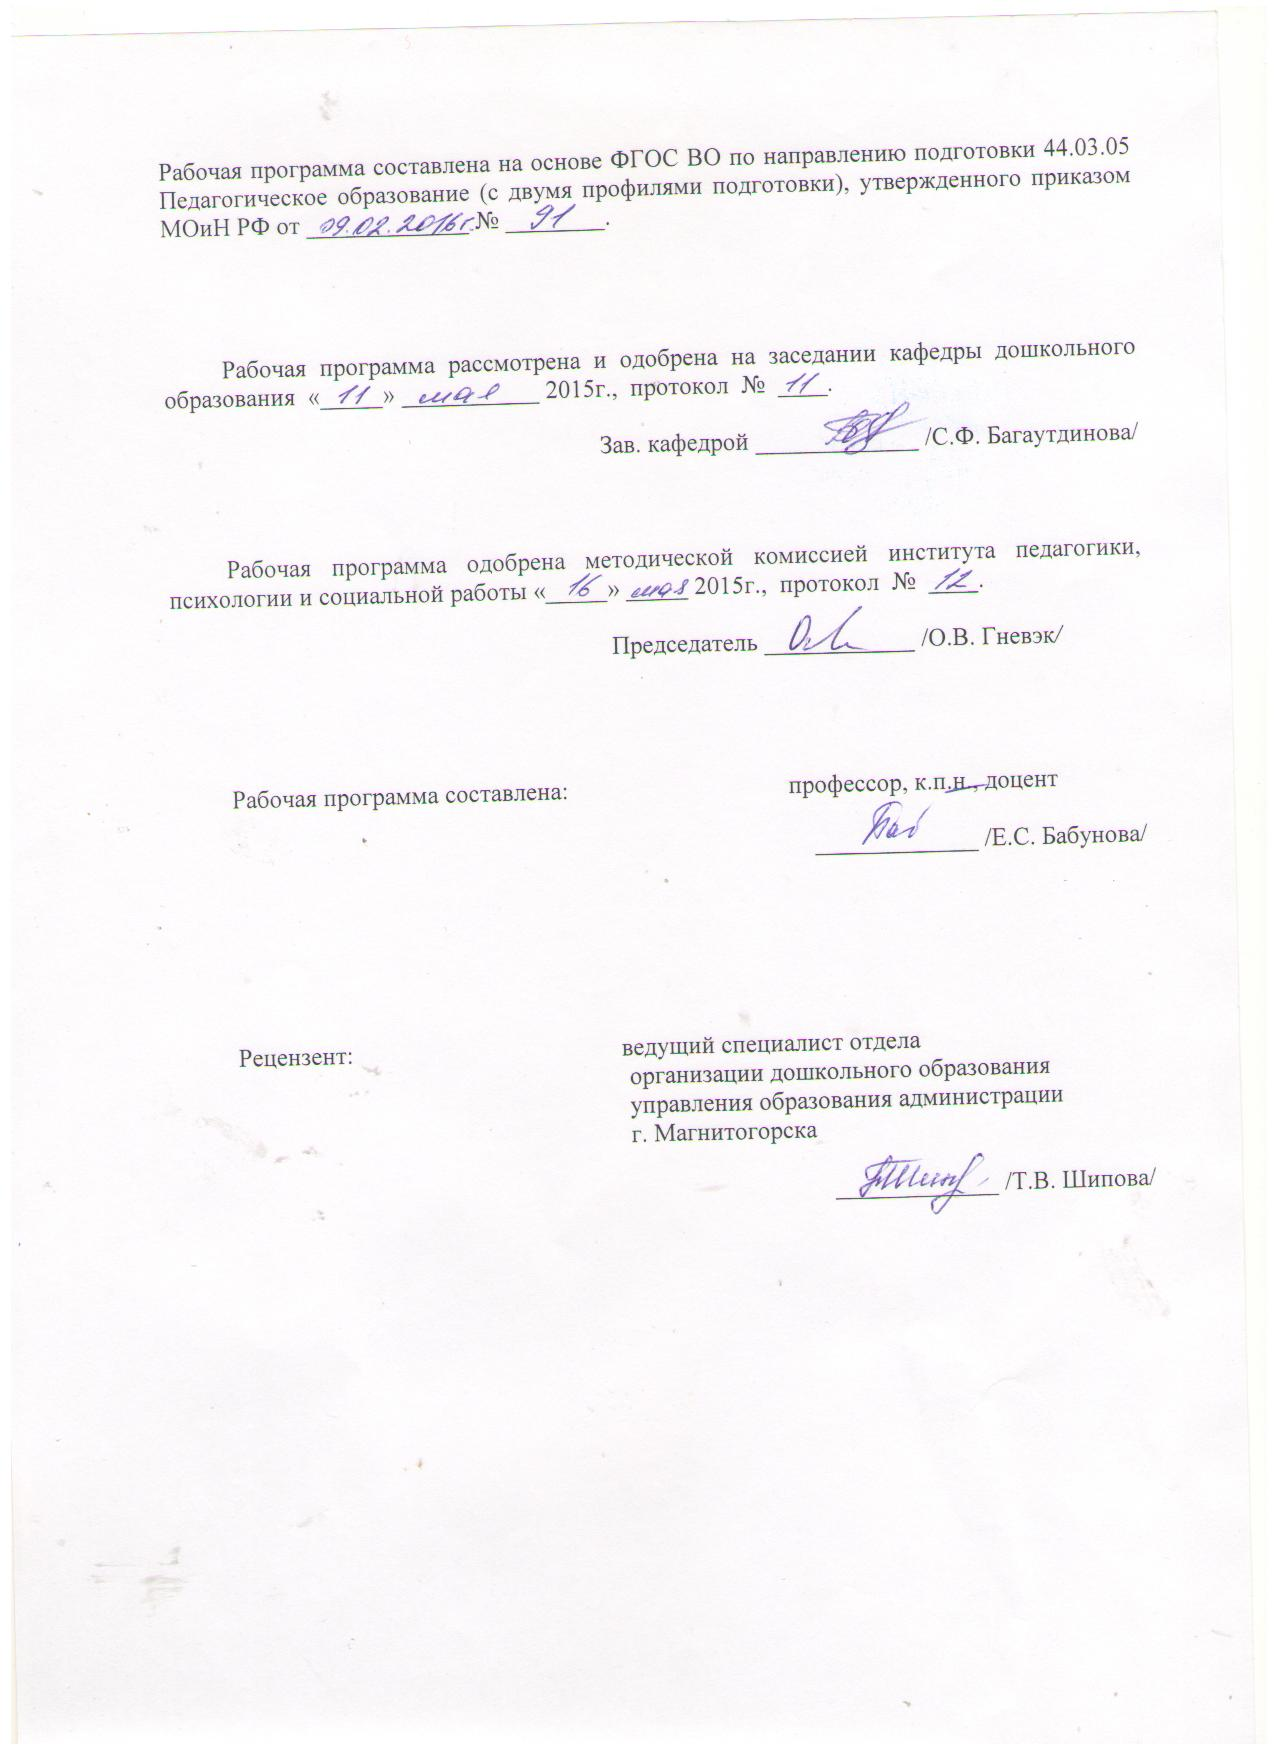 Рабочая программа составлена на основе ФГОС ВО по направлению подготовки 44.03.05
Педагогическое образование (с двумя профилями подготовки), утвержденного приказом
МОиН РФ от 09.02.2016г. № 91.
Рабочая программа рассмотрена и одобрена на заседании кафедры дошкольного
образования «11» мая 2015г., протокол № 11.
Зав. кафедрой /С.Ф. Багаутдинова/
Рабочая программа одобрена методической комиссией института педагогики,
психологии и социальной работы «16» мая 2015г., протокол № 12.
Председатель /О.В. Гневэк/
Рабочая программа составлена: профессор, к.п.н., доцент
/Е.С. Бабунова/
Рецензент: ведущий специалист отдела
организации дошкольного образования
управления образования администрации
г. Магнитогорска
/Т.В. Шипова/